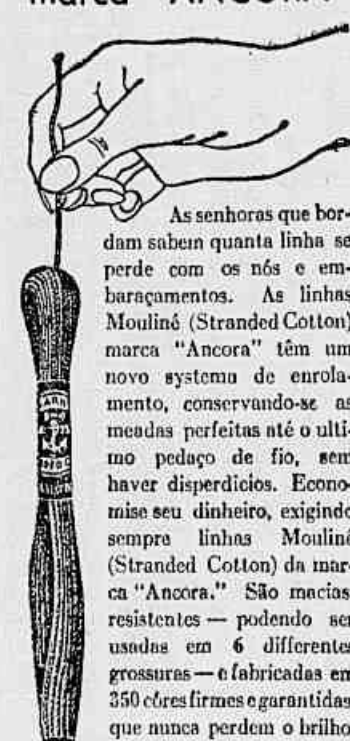 marca "ANCORA"
As senhoras que bor-
dam sabem quanta linha se
perde com os nós e em-
baraçamentos. As linhas
Mouliné (Stranded Cotton)
marca "Ancora" têm um
novo systema de enrola-
mento, conservando-se as
meadas perfeitas até o ulti-
mo pedaço de fio, sem
haver disperdicios. Econo-
mise seu dinheiro, exigindo
sempre linhas Mouliné
(Stranded Cotton) da mar-
ca "Ancora." São macias
resistentes — podendo ser
usadas em 6 differentes
grossuras — e fabricadas em
350 côres firmes e garantidas
que nunca perdem o brilho